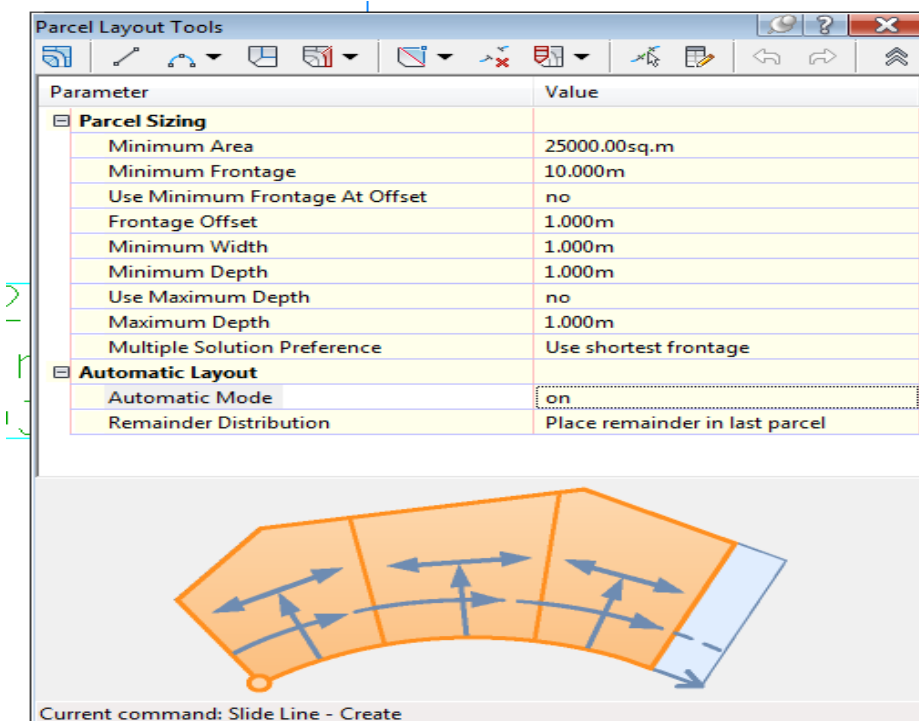 Parcel Layout Tools
Parameter Value
Parcel Sizing
Minimum Area 25000.00sq.m
Minimum Frontage 10.000m
Use Minimum Frontage At Offset no
Frontage Offset 1.000m
Minimum Width 1.000m
Minimum Depth 1.000m
Use Maximum Depth no
Maximum Depth 1.000m
Multiple Solution Preference Use shortest frontage
Automatic Layout
Automatic Mode on
Remainder Distribution Place remainder in last parcel
Current command: Slide Line - Create